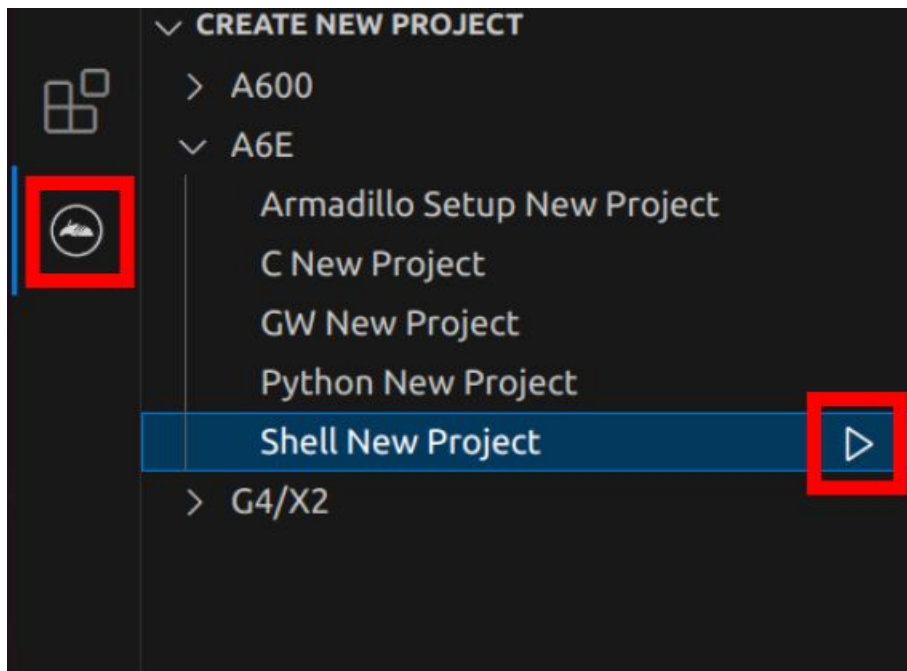 CREATE NEW PROJECT
A600
A6E
Armadillo Setup New Project
C New Project
GW New Project
Python New Project
Shell New Project
G4/X2